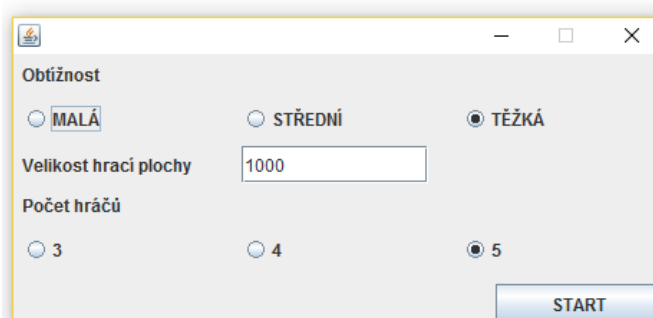 Obtížnost
MALÁ STŘEDNÍ TĚŽKÁ
Velikost hrací plochy 1000
Počet hráčů
3 4 5
START